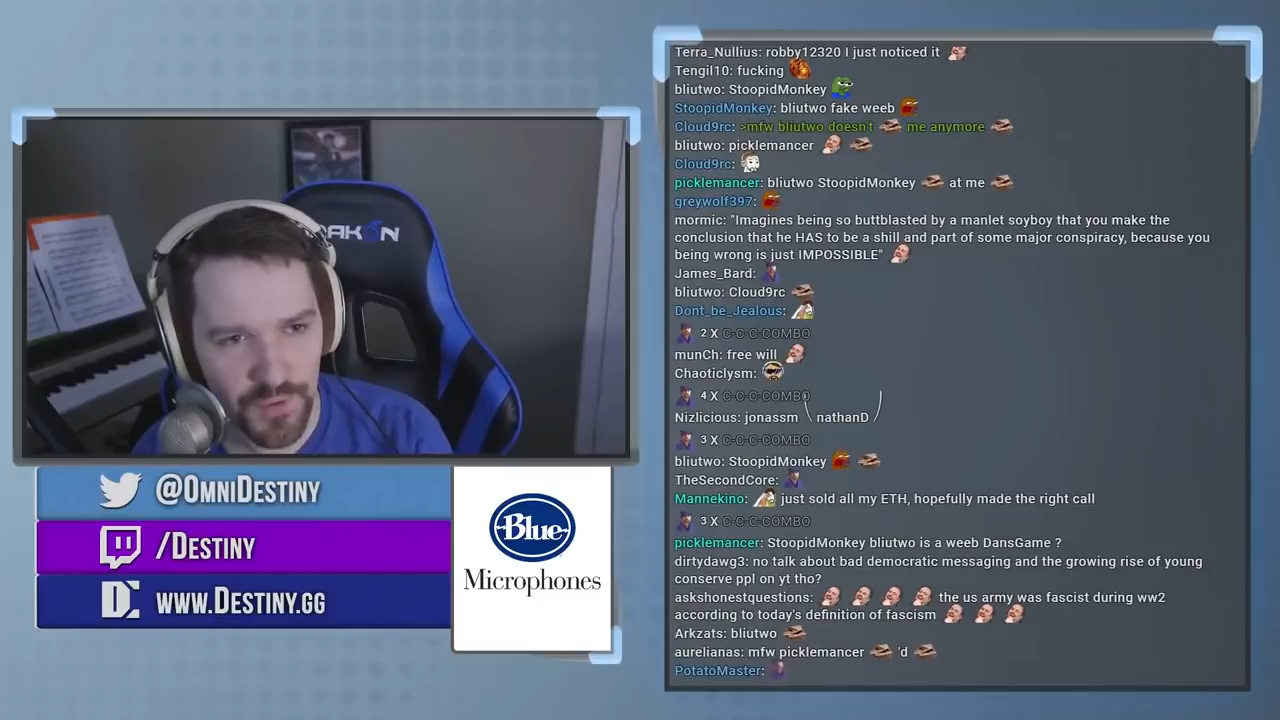 AKON
@OmniDestiny
/Destiny
www.Destiny.gg
Blue
Microphones
Terra_Nullius: robby12320 I just noticed it
Tengil10: fucking
bliutwo: StoopidMonkey
StoopidMonkey: bliutwo fake weeb
Cloud9rc: >mfw bliutwo doesn't me anymore
bliutwo: picklemancer
Cloud9rc:
picklemancer: bliutwo StoopidMonkey at me
greywolf397:
mormic: "Imagines being so buttblasted by a manlet soyboy that you make the
conclusion that he HAS to be a shill and part of some major conspiracy, because you
being wrong is just IMPOSSIBLE"
James_Bard:
bliutwo: Cloud9rc
Dont_be_Jealous:
2 X C-C-C-COMBO
munCh: free will
Chaoticlysm:
4 X C-C-C-COMBO
Nizlicious: jonassm nathanD
3 X C-C-C-COMBO
bliutwo: StoopidMonkey
TheSecondCore:
Mannekino: just sold all my ETH, hopefully made the right call
3 X C-C-C-COMBO
picklemancer: StoopidMonkey bliutwo is a weeb DansGame ?
dirtydawg3: no talk about bad democratic messaging and the growing rise of young
conserve ppl on yt tho?
askshonestquestions: the us army was fascist during ww2
according to today's definition of fascism
Arkzats: bliutwo
aurelianas: mfw picklemancer 'd
PotatoMaster: